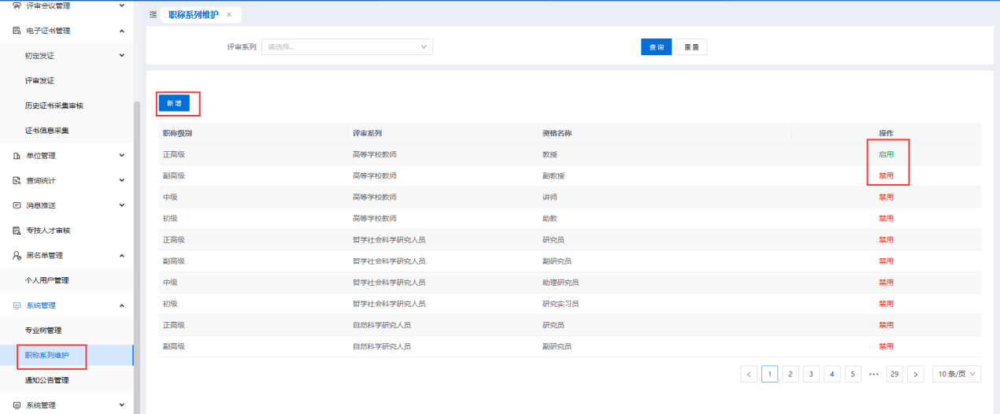 评审会议管理
电子证书管理
初定发证
评审发证
历史证书采集审核
证书信息采集
单位管理
查询统计
消息推送
专技人才审核
黑名单管理
个人用户管理
系统管理
专业树管理
职称系列维护
通知公告管理
系统管理
职称系列维护 ×
评审系列 请选择... 查询 重置
新增
职称级别 评审系列 资格名称 操作
正高级 高等学校教师 教授 启用
副高级 高等学校教师 副教授 禁用
中级 高等学校教师 讲师 禁用
初级 高等学校教师 助教 禁用
正高级 哲学社会科学研究人员 研究员 禁用
副高级 哲学社会科学研究人员 副研究员 禁用
中级 哲学社会科学研究人员 助理研究员 禁用
初级 哲学社会科学研究人员 研究实习员 禁用
正高级 自然科学研究人员 研究员 禁用
副高级 自然科学研究人员 副研究员 禁用
< 1 2 3 4 5 ••• 29 > 10 条/页